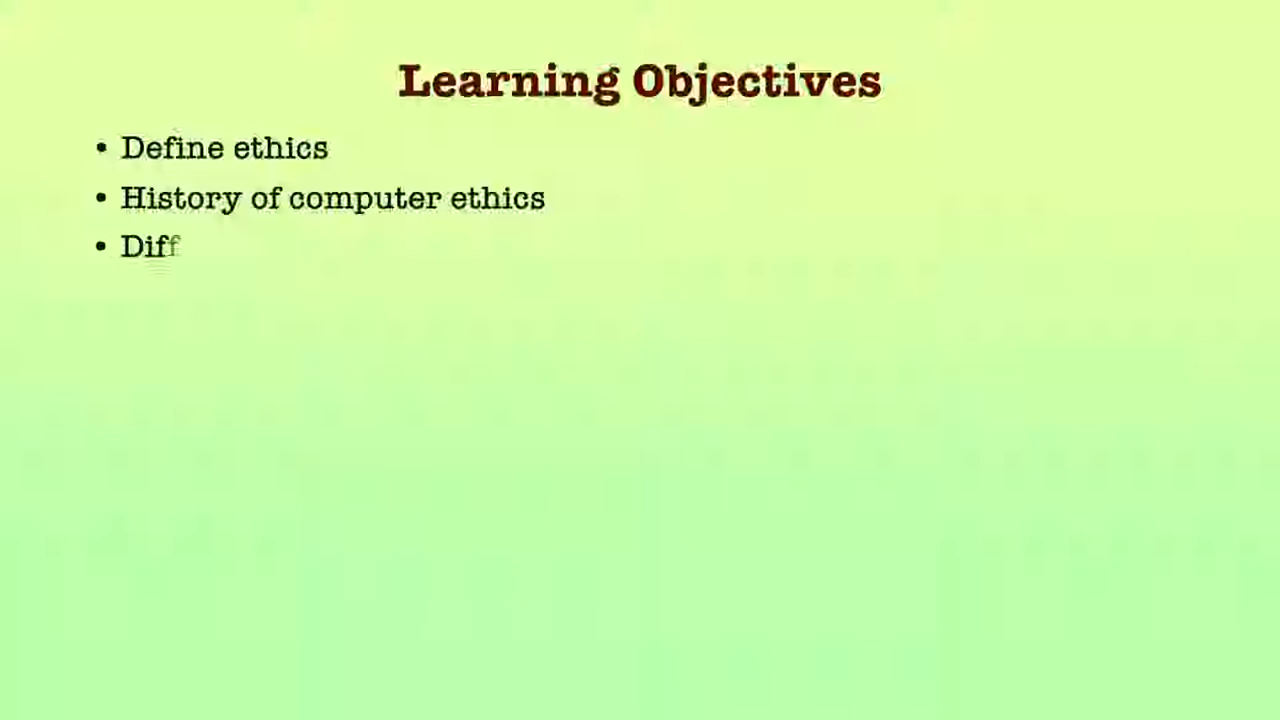 Learning Objectives
• Define ethics
• History of computer ethics
• Diff